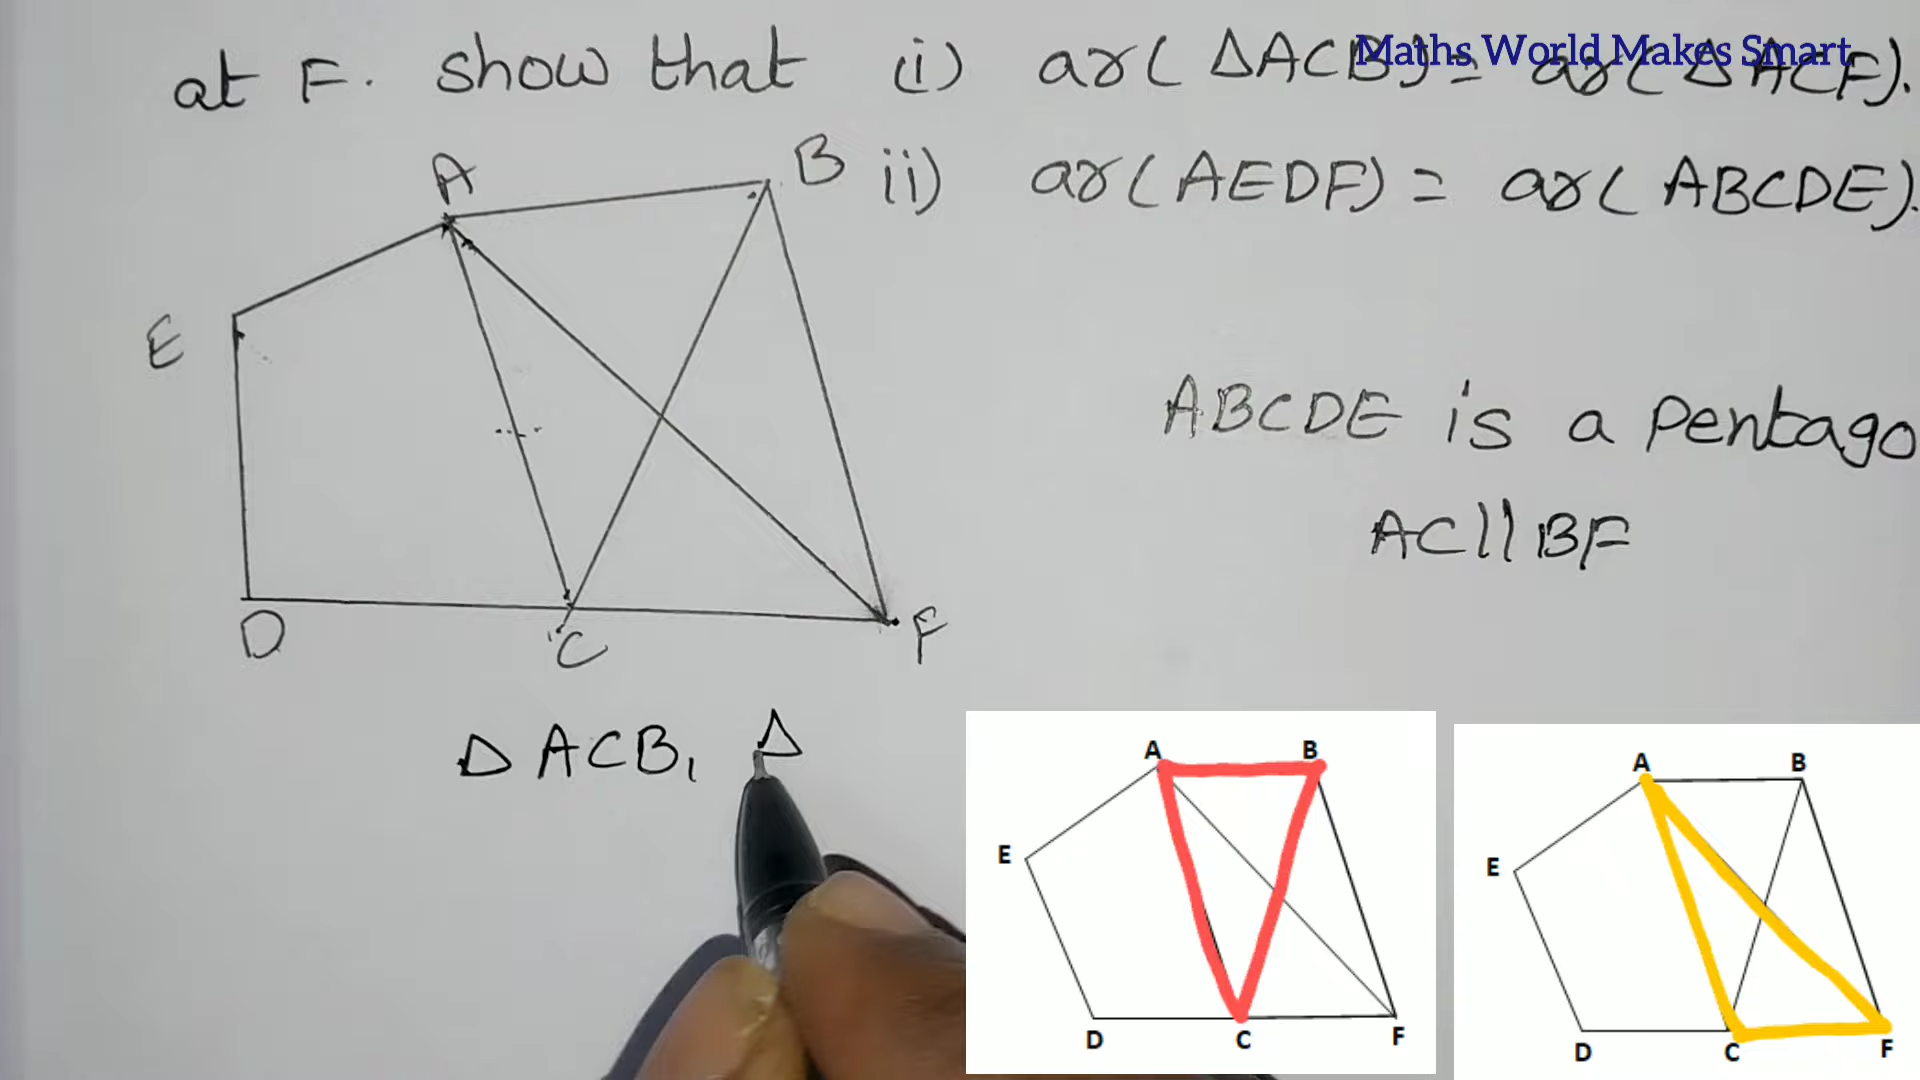 Maths World Makes Smart
at F. show that (i) ar(ΔACB) = ar(ΔACF).
ii) ar(AEDF) = ar(ABCDE).
A
B
E
D
C
F
ABCDE is a pentago
AC||BF
Δ ACB, Δ
A B
E
D C F
A B
E
D C F